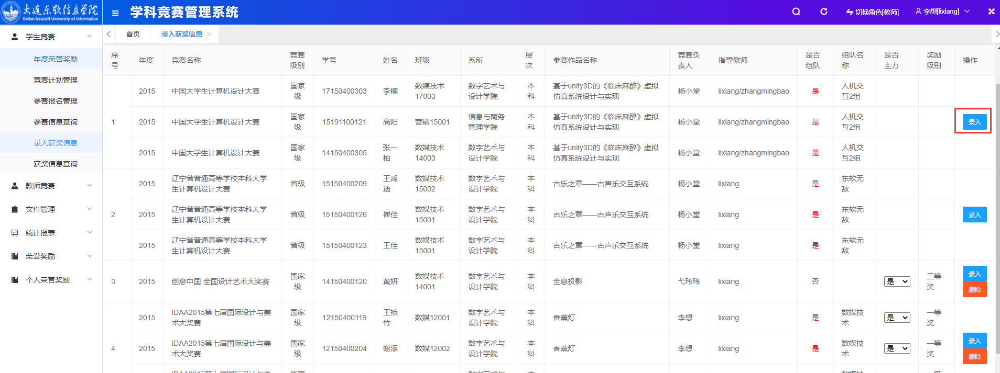 大连东软信息学院
Dalian Neusoft University of Information
学科竞赛管理系统
切换角色[教师]
李想[lixiang]
学生竞赛
年度荣誉奖励
竞赛计划管理
参赛报名管理
参赛信息查询
录入获奖信息
获奖信息查询
教师竞赛
文件管理
统计报表
荣誉奖励
个人荣誉奖励
首页
录入获奖信息
序号 年度 竞赛名称 竞赛级别 学号 姓名 班级 系所 层次 参赛作品名称 竞赛负责人 指导教师 是否组队 组队名称 是否主力 奖励级别 操作
2015 中国大学生计算机设计大赛 国家级 17150400303 李楠 数媒技术17003 数字艺术与设计学院 本科 基于unity3D的《临床麻醉》虚拟仿真系统设计与实现 杨小堂 lixiang/zhangmingbao 是 人机交互2组
1 2015 中国大学生计算机设计大赛 国家级 15191100121 高阳 营销15001 信息与商务管理学院 本科 基于unity3D的《临床麻醉》虚拟仿真系统设计与实现 杨小堂 lixiang/zhangmingbao 是 人机交互2组 录入
2015 中国大学生计算机设计大赛 国家级 14150400305 张一柏 数媒技术14003 数字艺术与设计学院 本科 基于unity3D的《临床麻醉》虚拟仿真系统设计与实现 杨小堂 lixiang/zhangmingbao 是 人机交互2组
2015 辽宁省普通高等学校本科大学生计算机设计大赛 省级 15150400209 王禹迪 数媒技术15002 数字艺术与设计学院 本科 古乐之章——古声乐交互系统 杨小堂 lixiang 是 东软无敌
2 2015 辽宁省普通高等学校本科大学生计算机设计大赛 省级 15150400126 崔佳 数媒技术15001 数字艺术与设计学院 本科 古乐之章——古声乐交互系统 杨小堂 lixiang 是 东软无敌 录入
2015 辽宁省普通高等学校本科大学生计算机设计大赛 省级 15150400123 王佳 数媒技术15001 数字艺术与设计学院 本科 古乐之章——古声乐交互系统 杨小堂 lixiang 是 东软无敌
3 2015 创意中国·全国设计艺术大奖赛 国家级 14150400120 黄妍 数媒技术14001 数字艺术与设计学院 本科 全息投影 弋玮玮 lixiang 否 是 三等奖 录入 删除
2015 IDAA2015第七届国际设计与美术大奖赛 国家级 12150400119 王祯竹 数媒12001 数字艺术与设计学院 本科 香薰灯 李想 lixiang 是 数媒技术 是 一等奖
4 2015 IDAA2015第七届国际设计与美术大奖赛 国家级 12150400204 谢添 数媒12002 数字艺术与设计学院 本科 香薰灯 李想 lixiang 是 数媒技术 是 一等奖 录入 删除